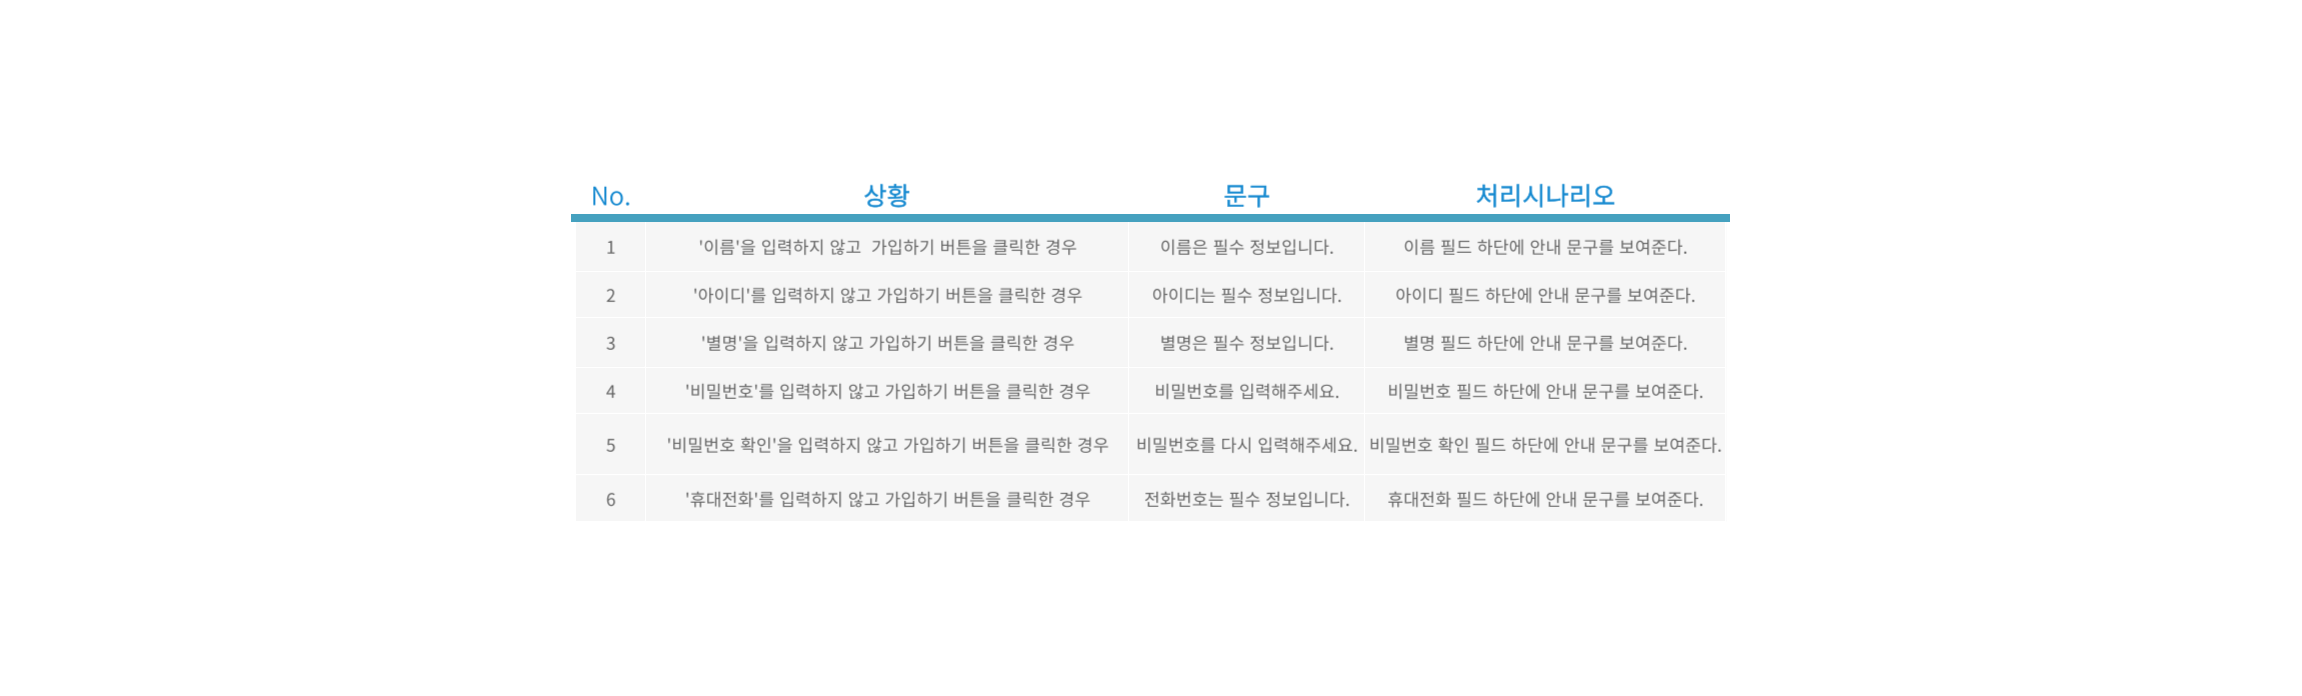 No. 상황 문구 처리시나리오
1 '이름'을 입력하지 않고  가입하기 버튼을 클릭한 경우 이름은 필수 정보입니다. 이름 필드 하단에 안내 문구를 보여준다.
2 '아이디'를 입력하지 않고 가입하기 버튼을 클릭한 경우 아이디는 필수 정보입니다. 아이디 필드 하단에 안내 문구를 보여준다.
3 '별명'을 입력하지 않고 가입하기 버튼을 클릭한 경우 별명은 필수 정보입니다. 별명 필드 하단에 안내 문구를 보여준다.
4 '비밀번호'를 입력하지 않고 가입하기 버튼을 클릭한 경우 비밀번호를 입력해주세요. 비밀번호 필드 하단에 안내 문구를 보여준다.
5 '비밀번호 확인'을 입력하지 않고 가입하기 버튼을 클릭한 경우 비밀번호를 다시 입력해주세요. 비밀번호 확인 필드 하단에 안내 문구를 보여준다.
6 '휴대전화'를 입력하지 않고 가입하기 버튼을 클릭한 경우 전화번호는 필수 정보입니다. 휴대전화 필드 하단에 안내 문구를 보여준다.